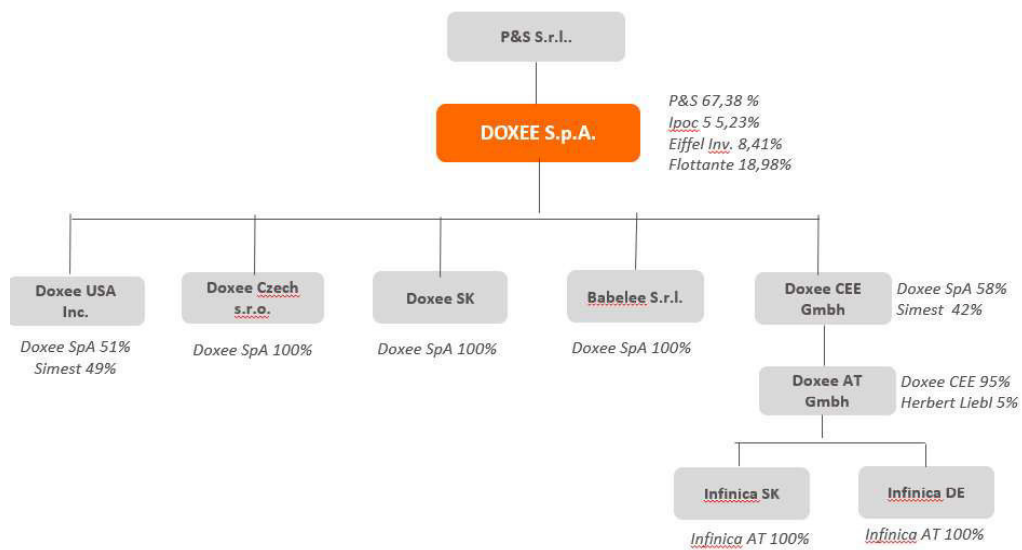 P&S S.r.l..
DOXEE S.p.A.
P&S 67,38 %
Ipoc 5 5,23%
Eiffel Inv. 8,41%
Flottante 18,98%
Doxee USA
Inc.
Doxee SpA 51%
Simest 49%
Doxee Czech
s.r.o.
Doxee SpA 100%
Doxee SK
Doxee SpA 100%
Babelee S.r.l.
Doxee SpA 100%
Doxee CEE
Gmbh
Doxee SpA 58%
Simest 42%
Doxee AT
Gmbh
Doxee CEE 95%
Herbert Liebl 5%
Infinica SK
Infinica AT 100%
Infinica DE
Infinica AT 100%